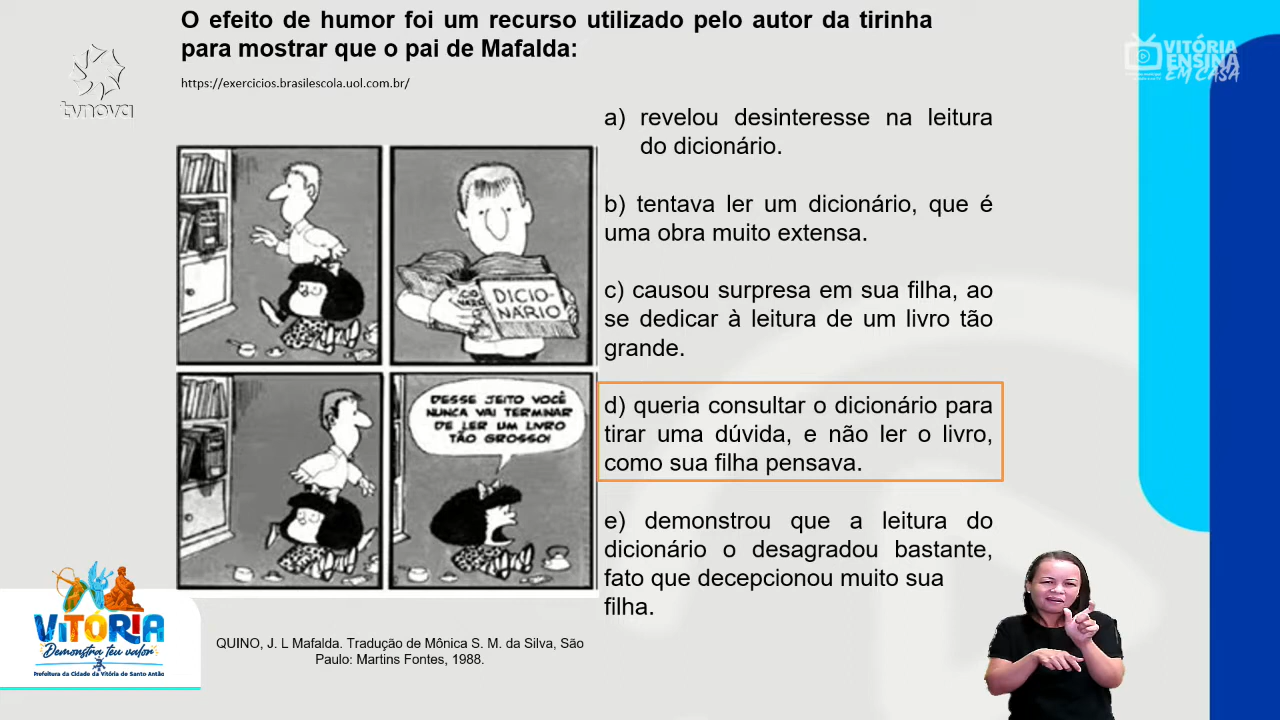 O efeito de humor foi um recurso utilizado pelo autor da tirinha
para mostrar que o pai de Mafalda:
https://exercicios.brasilescola.uol.com.br/
tvnova
VITÓRIA
ENSINA
EM CASA
a) revelou desinteresse na leitura
do dicionário.
b) tentava ler um dicionário, que é
uma obra muito extensa.
c) causou surpresa em sua filha, ao
se dedicar à leitura de um livro tão
grande.
d) queria consultar o dicionário para
tirar uma dúvida, e não ler o livro,
como sua filha pensava.
e) demonstrou que a leitura do
dicionário o desagradou bastante,
fato que decepcionou muito sua
filha.
DICIO-
NÁRIO
DESSE JEITO VOCÊ
NUNCA VAI TERMINAR
DE LER UM LIVRO
TÃO GROSSO!
QUINO, J. L Mafalda. Tradução de Mônica S. M. da Silva, São
Paulo: Martins Fontes, 1988.
VITÓRIA
Demonstra teu valor
Prefeitura da Cidade da Vitória de Santo Antão